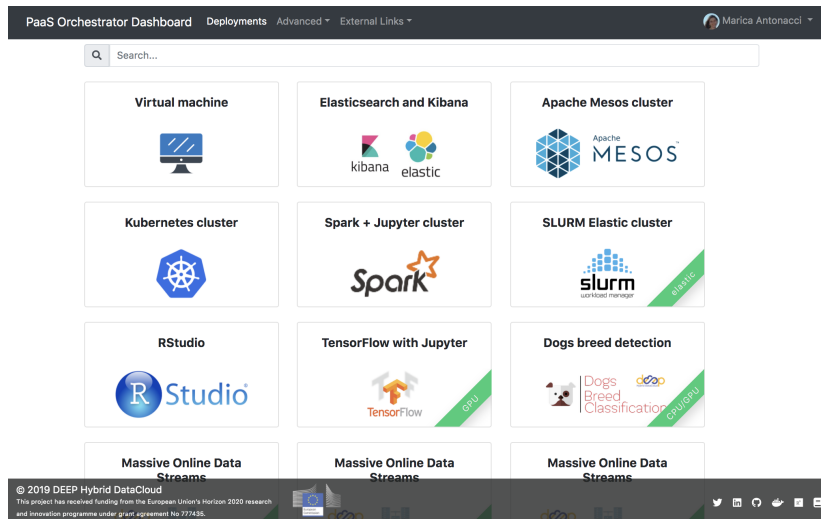 PaaS Orchestrator Dashboard Deployments Advanced External Links Marica Antonacci
Search...
Virtual machine
Elasticsearch and Kibana
kibana
elastic
Apache Mesos cluster
Apache
MESOS
Kubernetes cluster
Spark + Jupyter cluster
Spark
SLURM Elastic cluster
slurm
workload manager
elastic
RStudio
R Studio
TensorFlow with Jupyter
TensorFlow
GPU
Dogs breed detection
Dogs
Breed
Classification
deep
CPU/GPU
Massive Online Data
Streams
Massive Online Data
Streams
Massive Online Data
Streams
© 2019 DEEP Hybrid DataCloud
This project has received funding from the European Union's Horizon 2020 research
and innovation programme under grant agreement No 777435.